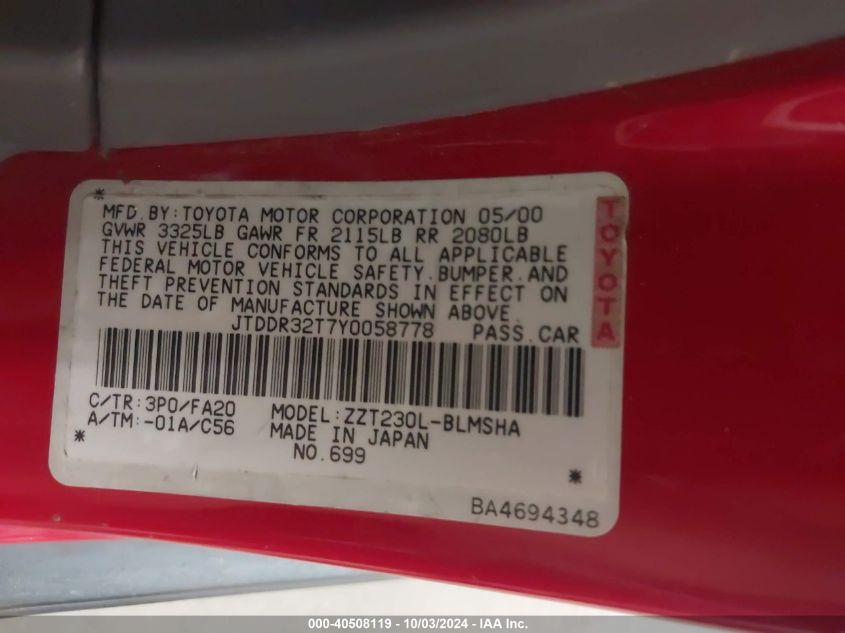 MFD. BY: TOYOTA MOTOR CORPORATION 05/00
GVWR 3325LB GAWR FR 2115LB RR 2080LB
THIS VEHICLE CONFORMS TO ALL APPLICABLE
FEDERAL MOTOR VEHICLE SAFETY. BUMPER. AND
THEFT PREVENTION STANDARDS IN EFFECT ON
THE DATE OF MANUFACTURE SHOWN ABOVE.
JTDDR32T7Y0058778 PASS. CAR
TOYOTA
C/TR: 3P0/FA20 MODEL: ZZT230L-BLMSHA
A/TM: -01A/C56 MADE IN JAPAN
NO. 699
BA4694348
000-40508119 - 10/03/2024 - IAA Inc.